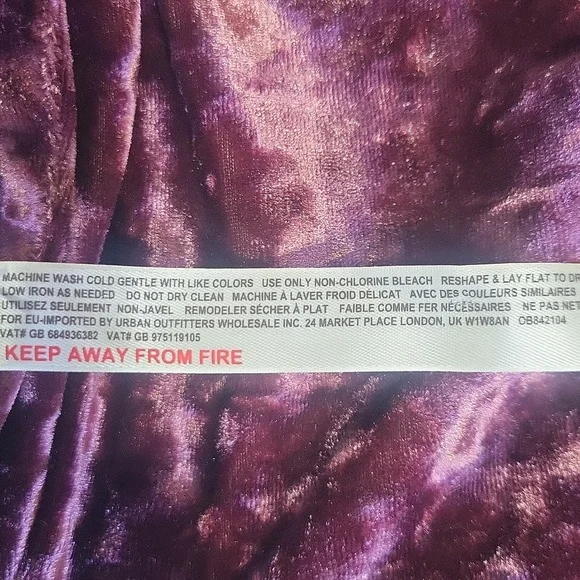 MACHINE WASH COLD GENTLE WITH LIKE COLORS USE ONLY NON-CHLORINE BLEACH RESHAPE & LAY FLAT TO DR
LOW IRON AS NEEDED DO NOT DRY CLEAN MACHINE À LAVER FROID DÉLICAT AVEC DES COULEURS SIMILAIRES
UTILISEZ SEULEMENT NON-JAVEL REMODELER SÉCHER À PLAT FAIBLE COMME FER NÉCESSAIRES NE PAS NET
FOR EU-IMPORTED BY URBAN OUTFITTERS WHOLESALE INC. 24 MARKET PLACE LONDON, UK W1W8AN OB842104
VAT# GB 684936382 VAT# GB 975119105
KEEP AWAY FROM FIRE